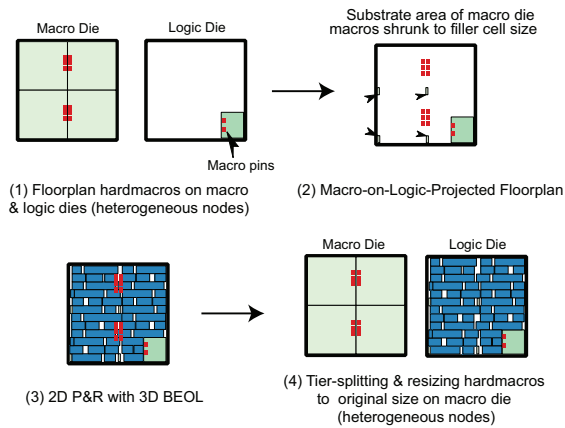 Macro Die
Logic Die
Macro pins
(1) Floorplan hardmacros on macro
& logic dies (heterogeneous nodes)
Substrate area of macro die
macros shrunk to filler cell size
(2) Macro-on-Logic-Projected Floorplan
(3) 2D P&R with 3D BEOL
Macro Die
Logic Die
(4) Tier-splitting & resizing hardmacros
to original size on macro die
(heterogeneous nodes)